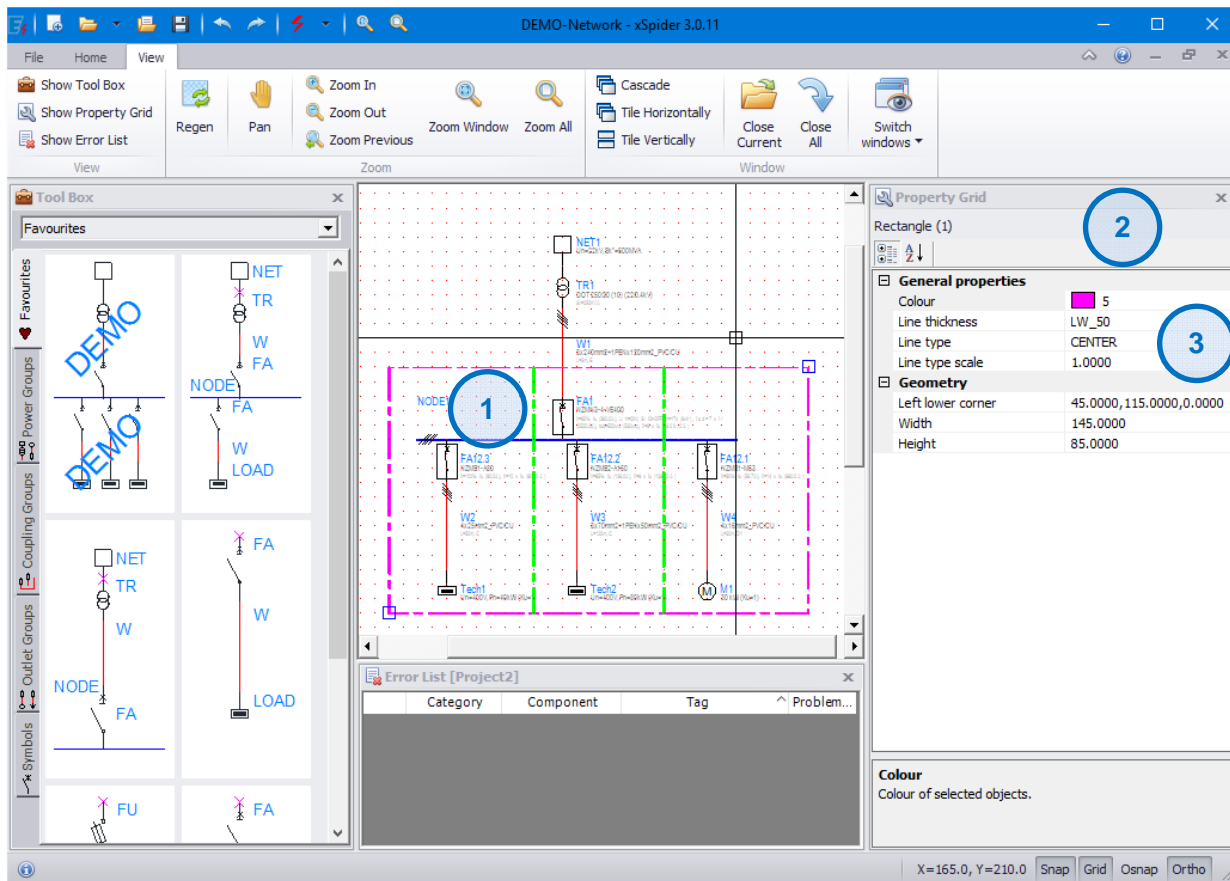 DEMO-Network - xSpider 3.0.11
File Home View
Show Tool Box
Show Property Grid
Show Error List
View
Regen
Pan
Zoom In
Zoom Out
Zoom Previous
Zoom Window
Zoom All
Zoom
Cascade
Tile Horizontally
Tile Vertically
Close Current
Close All
Switch windows
Window
Tool Box
Favourites
Favourites
Power Groups
Coupling Groups
Outlet Groups
Symbols
DEMO
DEMO
NET
TR
W
FA
NODE
FA
W
LOAD
NET
TR
W
NODE
FA
FA
W
LOAD
FU
FA
NET1
TR1
W1
NODE
1
FA1
FA12.3
FA12.2
FA12.1
W2
W3
W4
Tech1
Tech2
M
M1
Error List [Project2]
Category Component Tag Problem...
Property Grid
Rectangle (1)
2
General properties
Colour 5
Line thickness LW_50
Line type CENTER
Line type scale 1.0000
3
Geometry
Left lower corner 45.0000,115.0000,0.0000
Width 145.0000
Height 85.0000
Colour
Colour of selected objects.
X=165.0, Y=210.0 Snap Grid Osnap Ortho